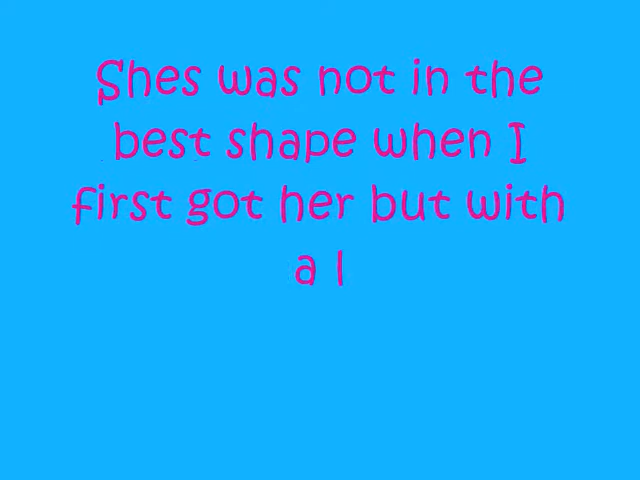 Shes was not in the
best shape when I
first got her but with
a l